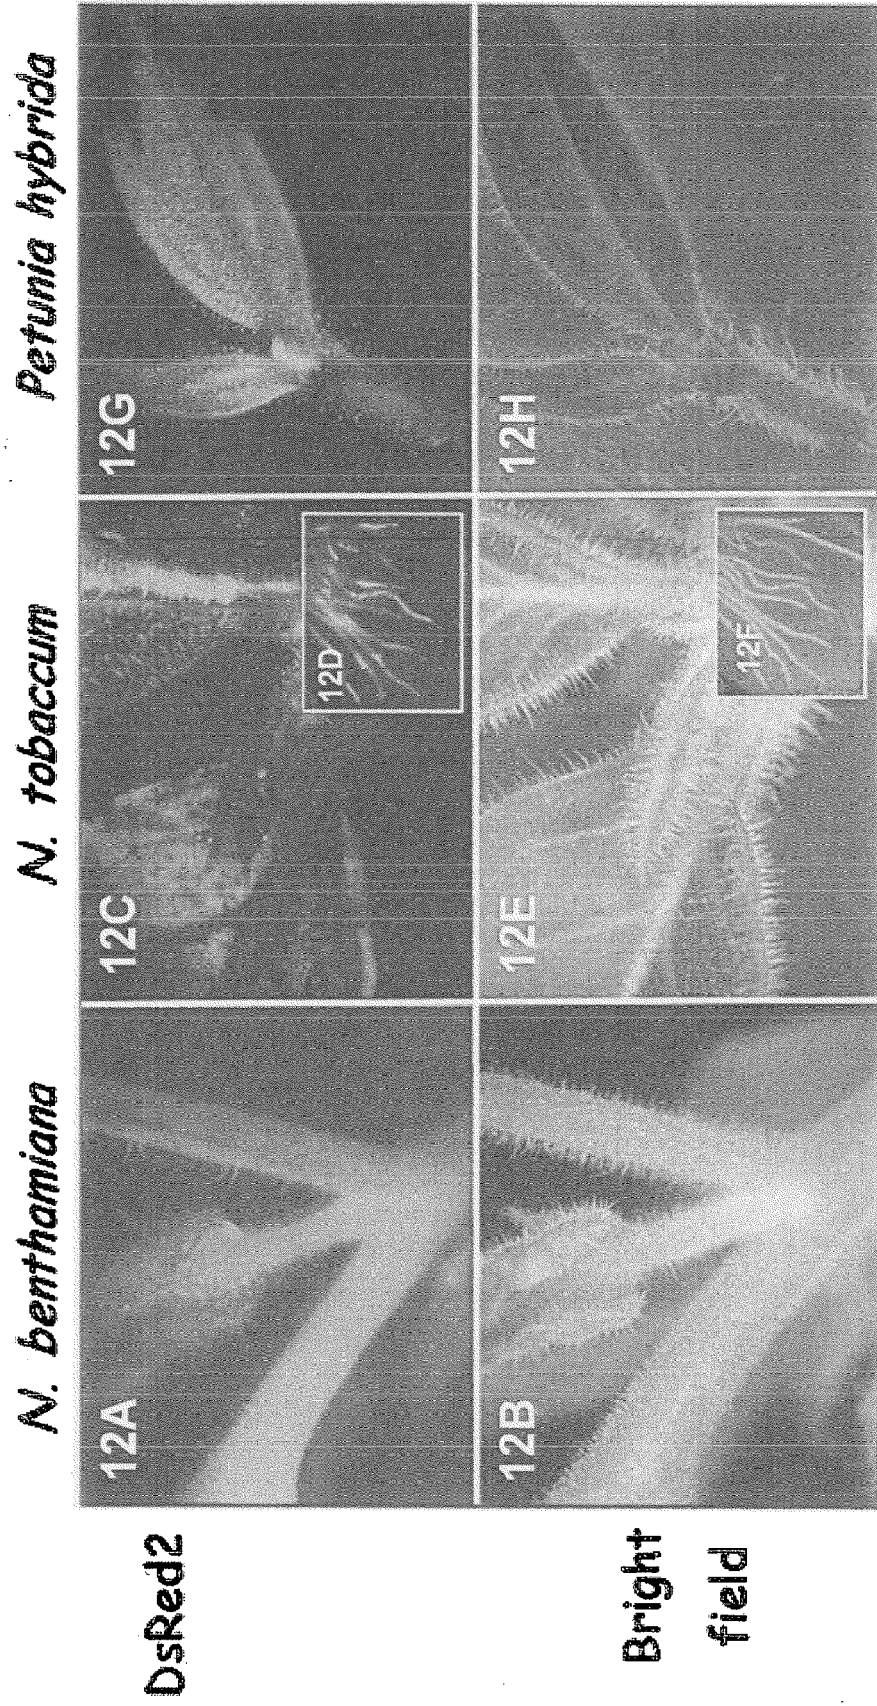 N. benthamiana
N. tobaccum
Petunia hybrida
DsRed2
12A
12C
12D
12G
Bright
field
12B
12E
12F
12H